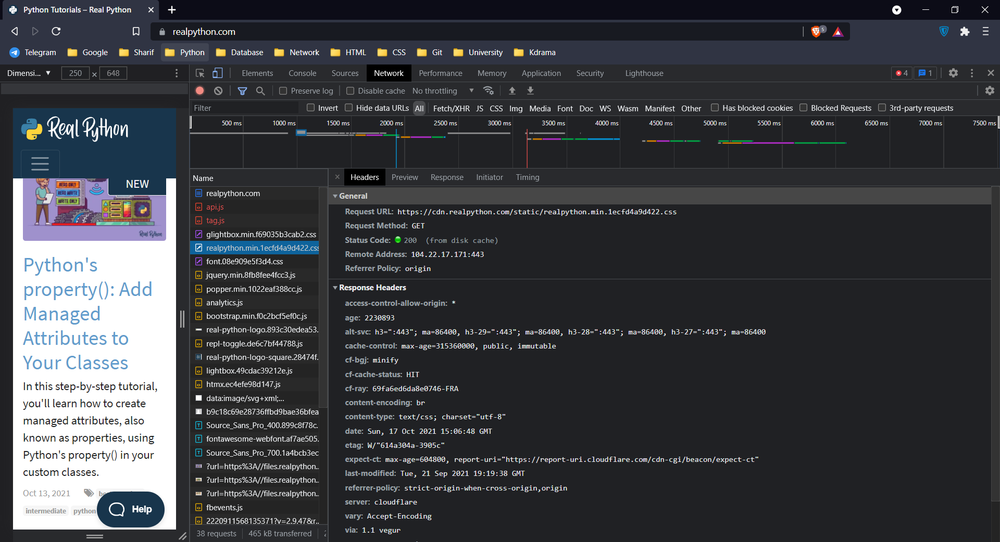 Python Tutorials – Real Python
realpython.com
5
Telegram Google Sharif Python Database Network HTML CSS Git University Kdrama
Dimensi... ▼ 250 × 648
Elements Console Sources Network Performance Memory Application Security Lighthouse 4 1
Preserve log Disable cache No throttling ▼
Filter Invert Hide data URLs All Fetch/XHR JS CSS Img Media Font Doc WS Wasm Manifest Other Has blocked cookies Blocked Requests 3rd-party requests
500 ms 1000 ms 1500 ms 2000 ms 2500 ms 3000 ms 3500 ms 4000 ms 4500 ms 5000 ms 5500 ms 6000 ms 6500 ms 7000 ms 7500 ms
Real Python
READ ONLY
READ WRITE
WRITE ONLY
NEW
Real Python
Python's
property(): Add
Managed
Attributes to
Your Classes
In this step-by-step tutorial,
you'll learn how to create
managed attributes, also
known as properties, using
Python's property() in your
custom classes.
Oct 13, 2021
intermediate python
Help
Name
realpython.com
api.js
tag.js
glightbox.min.f69035b3cab2.css
realpython.min.1ecfd4a9d422.css
font.08e909e5f3d4.css
jquery.min.8fb8fee4fcc3.js
popper.min.1022eaf388cc.js
analytics.js
bootstrap.min.f0c2bcf5ef0c.js
real-python-logo.893c30edea53.
repl-toggle.de6c7bf44788.js
real-python-logo-square.28474f.
lightbox.49cdac39212e.js
htmx.ec4efe98d147.js
data:image/svg+xml;...
b9c18c69e28736ffbd9bae36bfea
Source_Sans_Pro_400.899c8f78c.
fontawesome-webfont.af7ae505.
Source_Sans_Pro_700.1a4bcb3ec
?url=https%3A//files.realpython..
?url=https%3A//files.realpython..
?url=https%3A//files.realpython..
fbevents.js
2220911568135371?v=2.9.47&r..
38 requests 465 kB transferred
Headers Preview Response Initiator Timing
General
Request URL: https://cdn.realpython.com/static/realpython.min.1ecfd4a9d422.css
Request Method: GET
Status Code: 200 (from disk cache)
Remote Address: 104.22.17.171:443
Referrer Policy: origin
Response Headers
access-control-allow-origin: *
age: 2230893
alt-svc: h3=":443"; ma=86400, h3-29=":443"; ma=86400, h3-28=":443"; ma=86400, h3-27=":443"; ma=86400
cache-control: max-age=315360000, public, immutable
cf-bgj: minify
cf-cache-status: HIT
cf-ray: 69fa6ed6da8e0746-FRA
content-encoding: br
content-type: text/css; charset="utf-8"
date: Sun, 17 Oct 2021 15:06:48 GMT
etag: W/"614a304a-3905c"
expect-ct: max-age=604800, report-uri="https://report-uri.cloudflare.com/cdn-cgi/beacon/expect-ct"
last-modified: Tue, 21 Sep 2021 19:19:38 GMT
referrer-policy: strict-origin-when-cross-origin,origin
server: cloudflare
vary: Accept-Encoding
via: 1.1 vegur